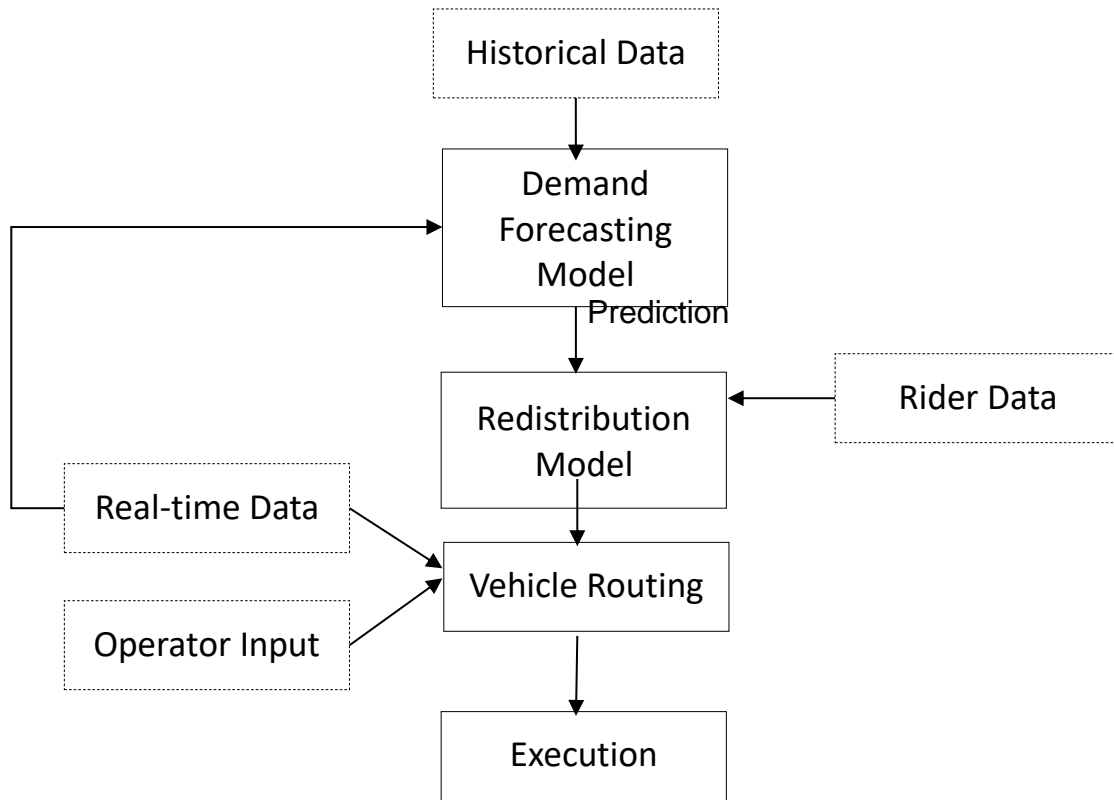 Historical Data
Demand
Forecasting
Model
Prediction
Redistribution
Model
Rider Data
Real-time Data
Vehicle Routing
Operator Input
Execution